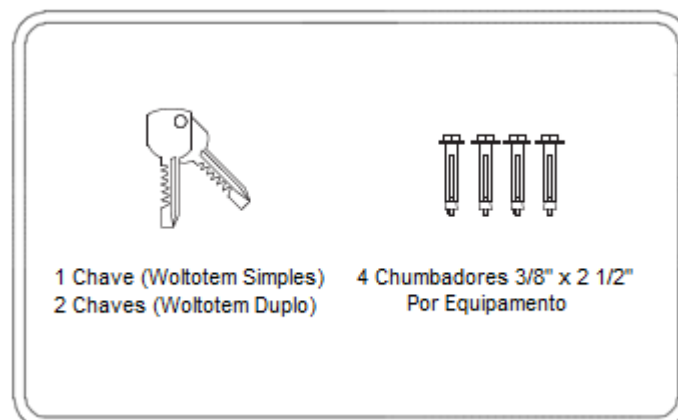 1 Chave (Woltotem Simples)
2 Chaves (Woltotem Duplo)
4 Chumbadores 3/8" x 2 1/2"
Por Equipamento